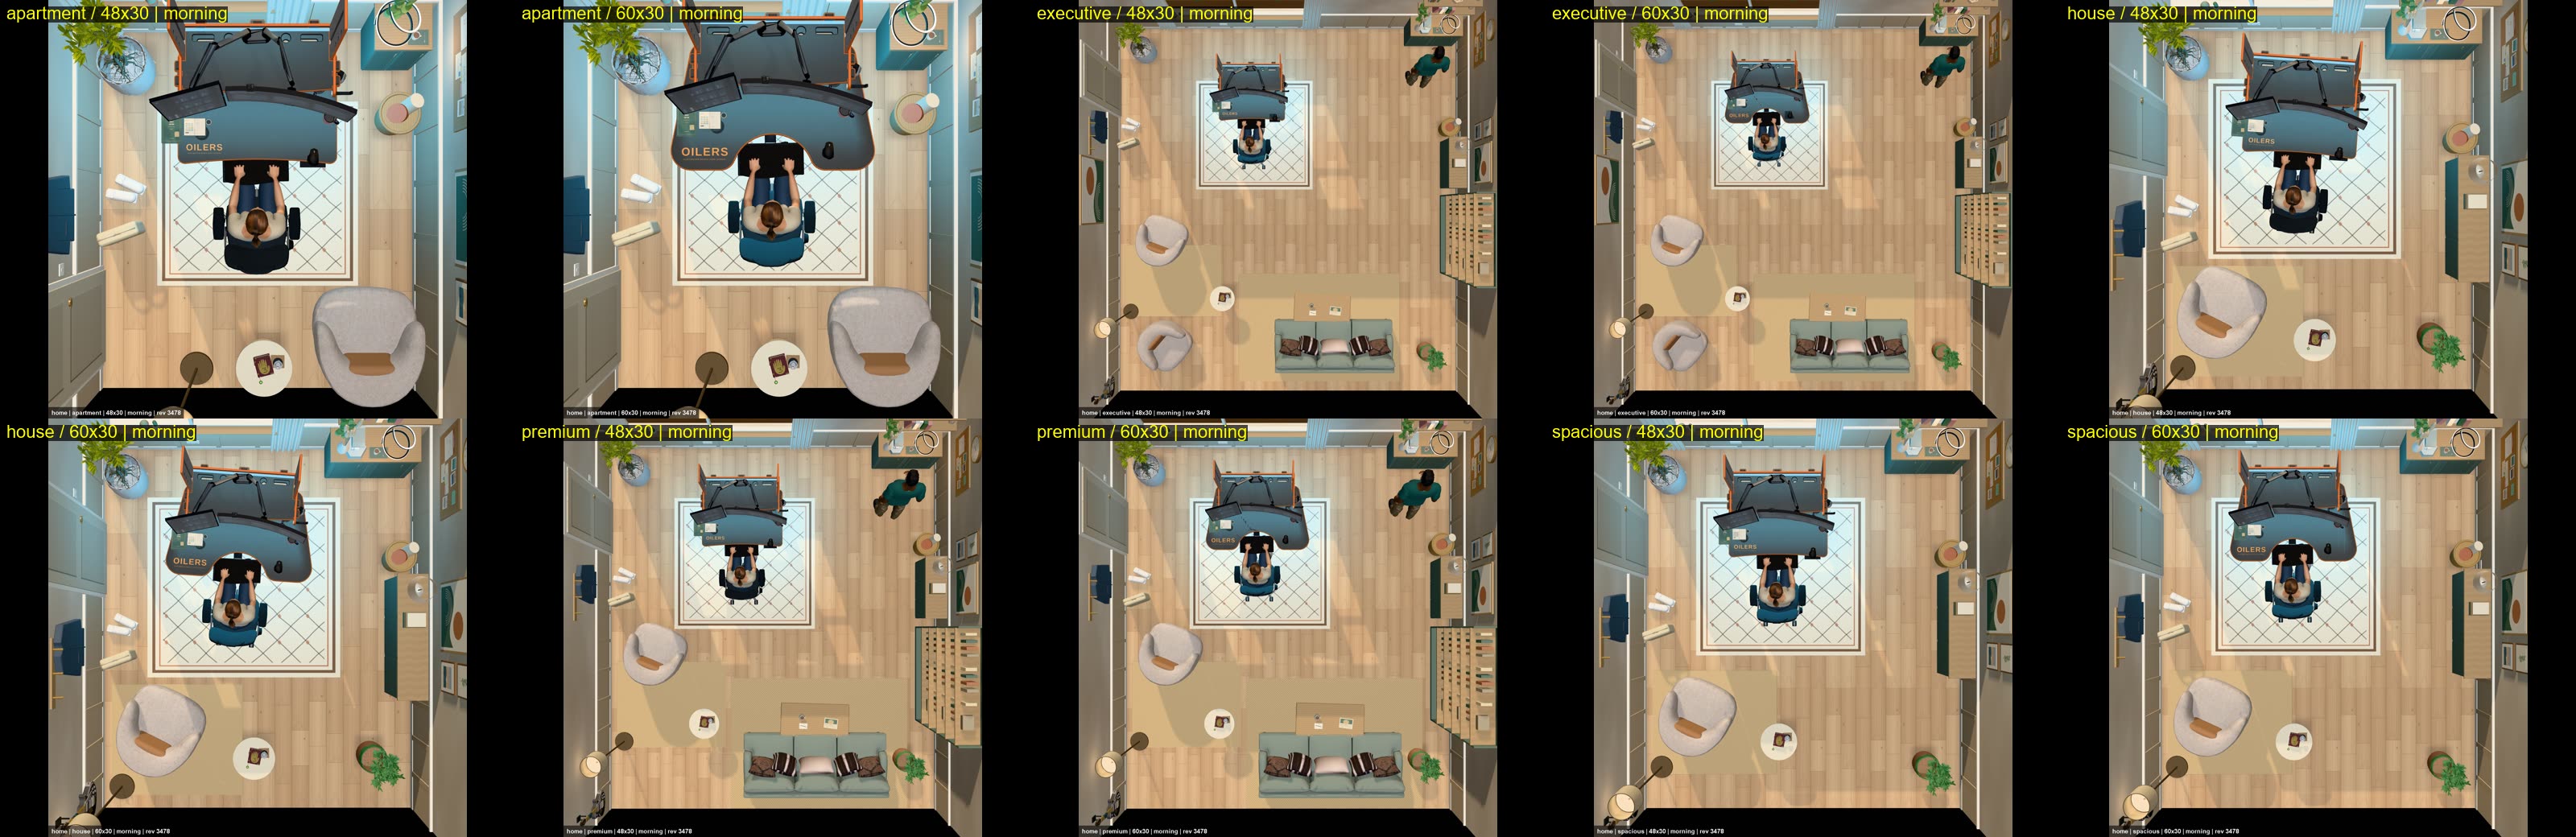 apartment / 48x30 | morning
apartment / 60x30 | morning
executive / 48x30 | morning
executive / 60x30 | morning
house / 48x30 | morning
OILERS
OILERS
OILERS
OILERS
OILERS
home | apartment | 48x30 | morning | rev 3478
home | apartment | 60x30 | morning | rev 3478
home | executive | 48x30 | morning | rev 3478
home | executive | 60x30 | morning | rev 3478
home | house | 48x30 | morning | rev 3478
house / 60x30 | morning
premium / 48x30 | morning
premium / 60x30 | morning
spacious / 48x30 | morning
spacious / 60x30 | morning
OILERS
OILERS
OILERS
OILERS
OILERS
home | house | 60x30 | morning | rev 3478
home | premium | 48x30 | morning | rev 3478
home | premium | 60x30 | morning | rev 3478
home | spacious | 48x30 | morning | rev 3478
home | spacious | 60x30 | morning | rev 3478